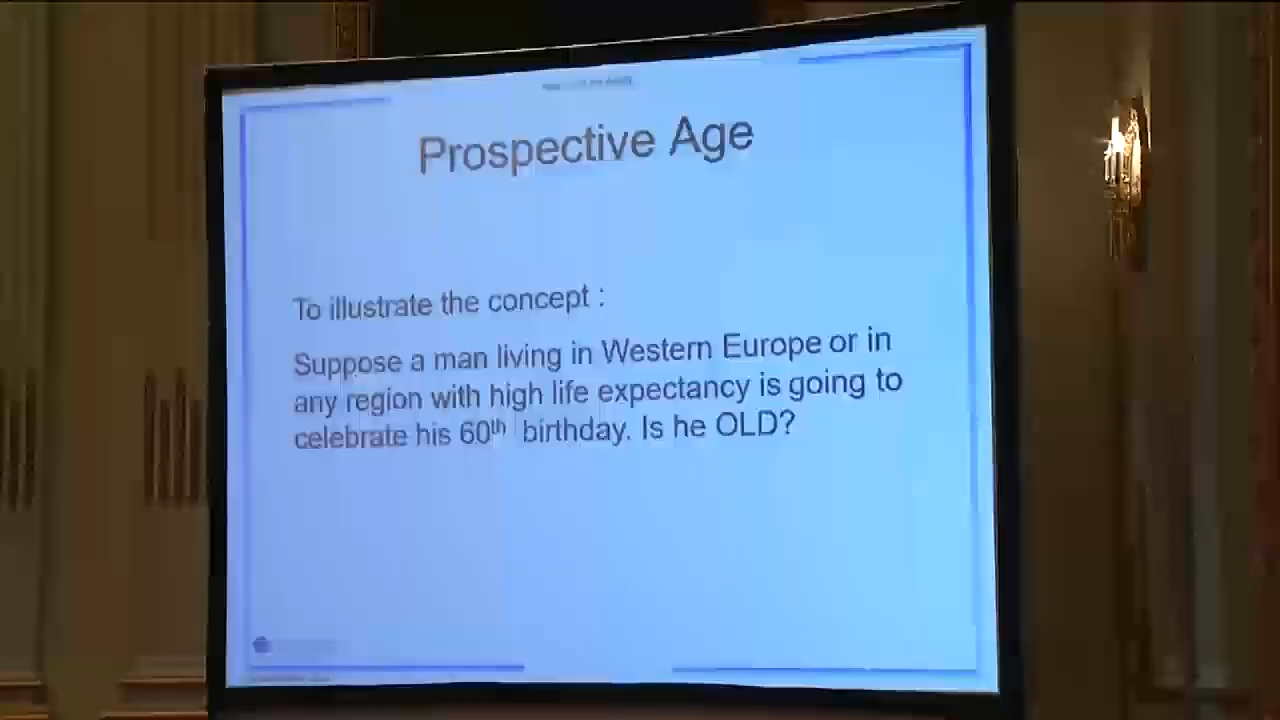 Prospective Age
To illustrate the concept :
Suppose a man living in Western Europe or in
any region with high life expectancy is going to
celebrate his 60th birthday. Is he OLD?